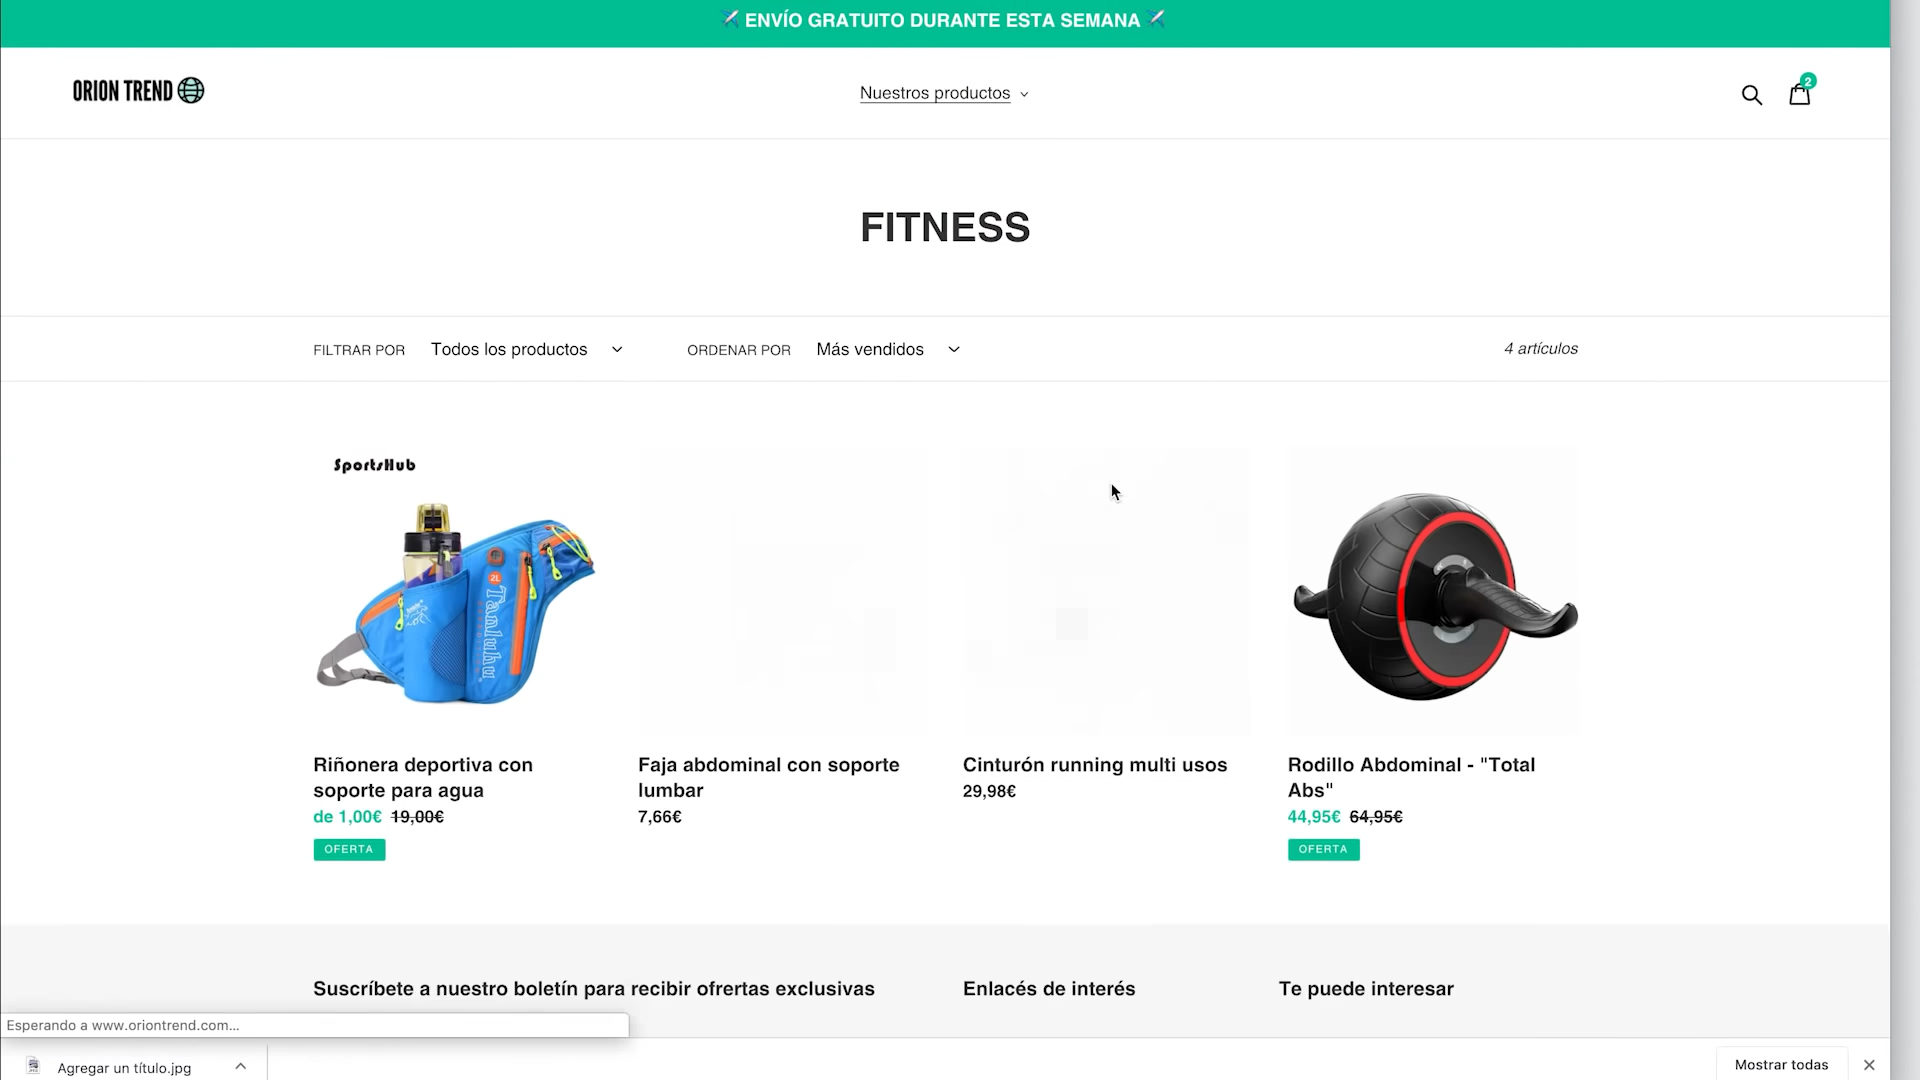 ✈️ ENVÍO GRATUITO DURANTE ESTA SEMANA ✈️
ORION TREND
Nuestros productos
2
FITNESS
FILTRAR POR Todos los productos ORDENAR POR Más vendidos 4 artículos
SportsHub
2L
Tanluhu
Riñonera deportiva con
soporte para agua
de 1,00€ 19,00€
OFERTA
Faja abdominal con soporte
lumbar
7,66€
Cinturón running multi usos
29,98€
Rodillo Abdominal - "Total
Abs"
44,95€ 64,95€
OFERTA
Suscríbete a nuestro boletín para recibir ofrertas exclusivas
Enlacés de interés
Te puede interesar
Esperando a www.oriontrend.com...
Agregar un título.jpg
Mostrar todas